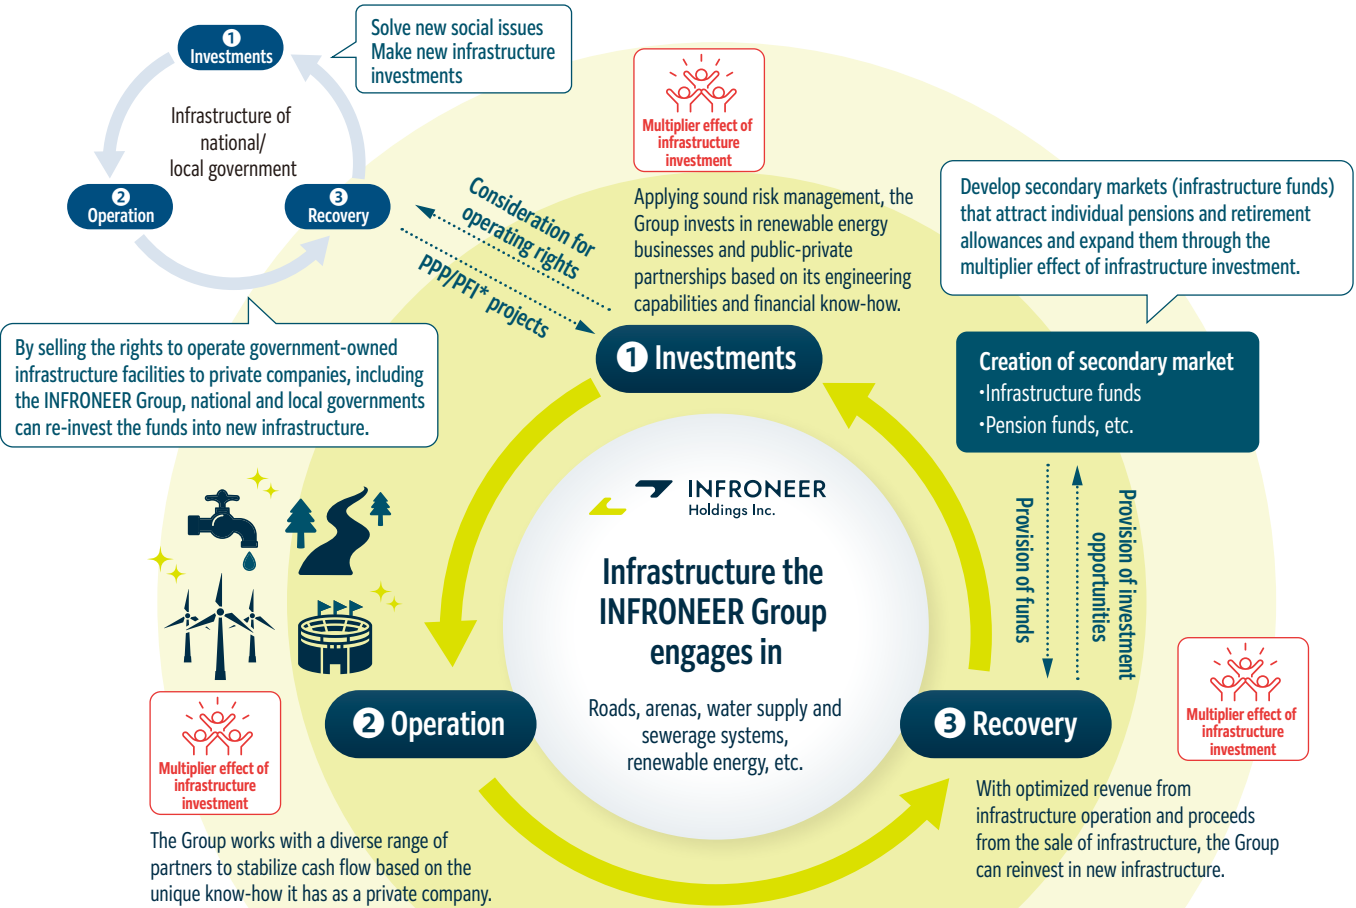 ❶
Investments
Solve new social issues
Make new infrastructure
investments
Infrastructure of
national/
local government
❷
Operation
❸
Recovery
Consideration for
operating rights
PPP/PFI* projects
By selling the rights to operate government-owned
infrastructure facilities to private companies, including
the INFRONEER Group, national and local governments
can re-invest the funds into new infrastructure.
Multiplier effect of
infrastructure
investment
Applying sound risk management, the
Group invests in renewable energy
businesses and public-private
partnerships based on its engineering
capabilities and financial know-how.
❶ Investments
Develop secondary markets (infrastructure funds)
that attract individual pensions and retirement
allowances and expand them through the
multiplier effect of infrastructure investment.
Creation of secondary market
・Infrastructure funds
・Pension funds, etc.
Provision of funds
Provision of investment
opportunities
INFRONEER
Holdings Inc.
Infrastructure the
INFRONEER Group
engages in
Roads, arenas, water supply and
sewerage systems,
renewable energy, etc.
❷ Operation
Multiplier effect of
infrastructure
investment
The Group works with a diverse range of
partners to stabilize cash flow based on the
unique know-how it has as a private company.
❸ Recovery
Multiplier effect of
infrastructure
investment
With optimized revenue from
infrastructure operation and proceeds
from the sale of infrastructure, the Group
can reinvest in new infrastructure.